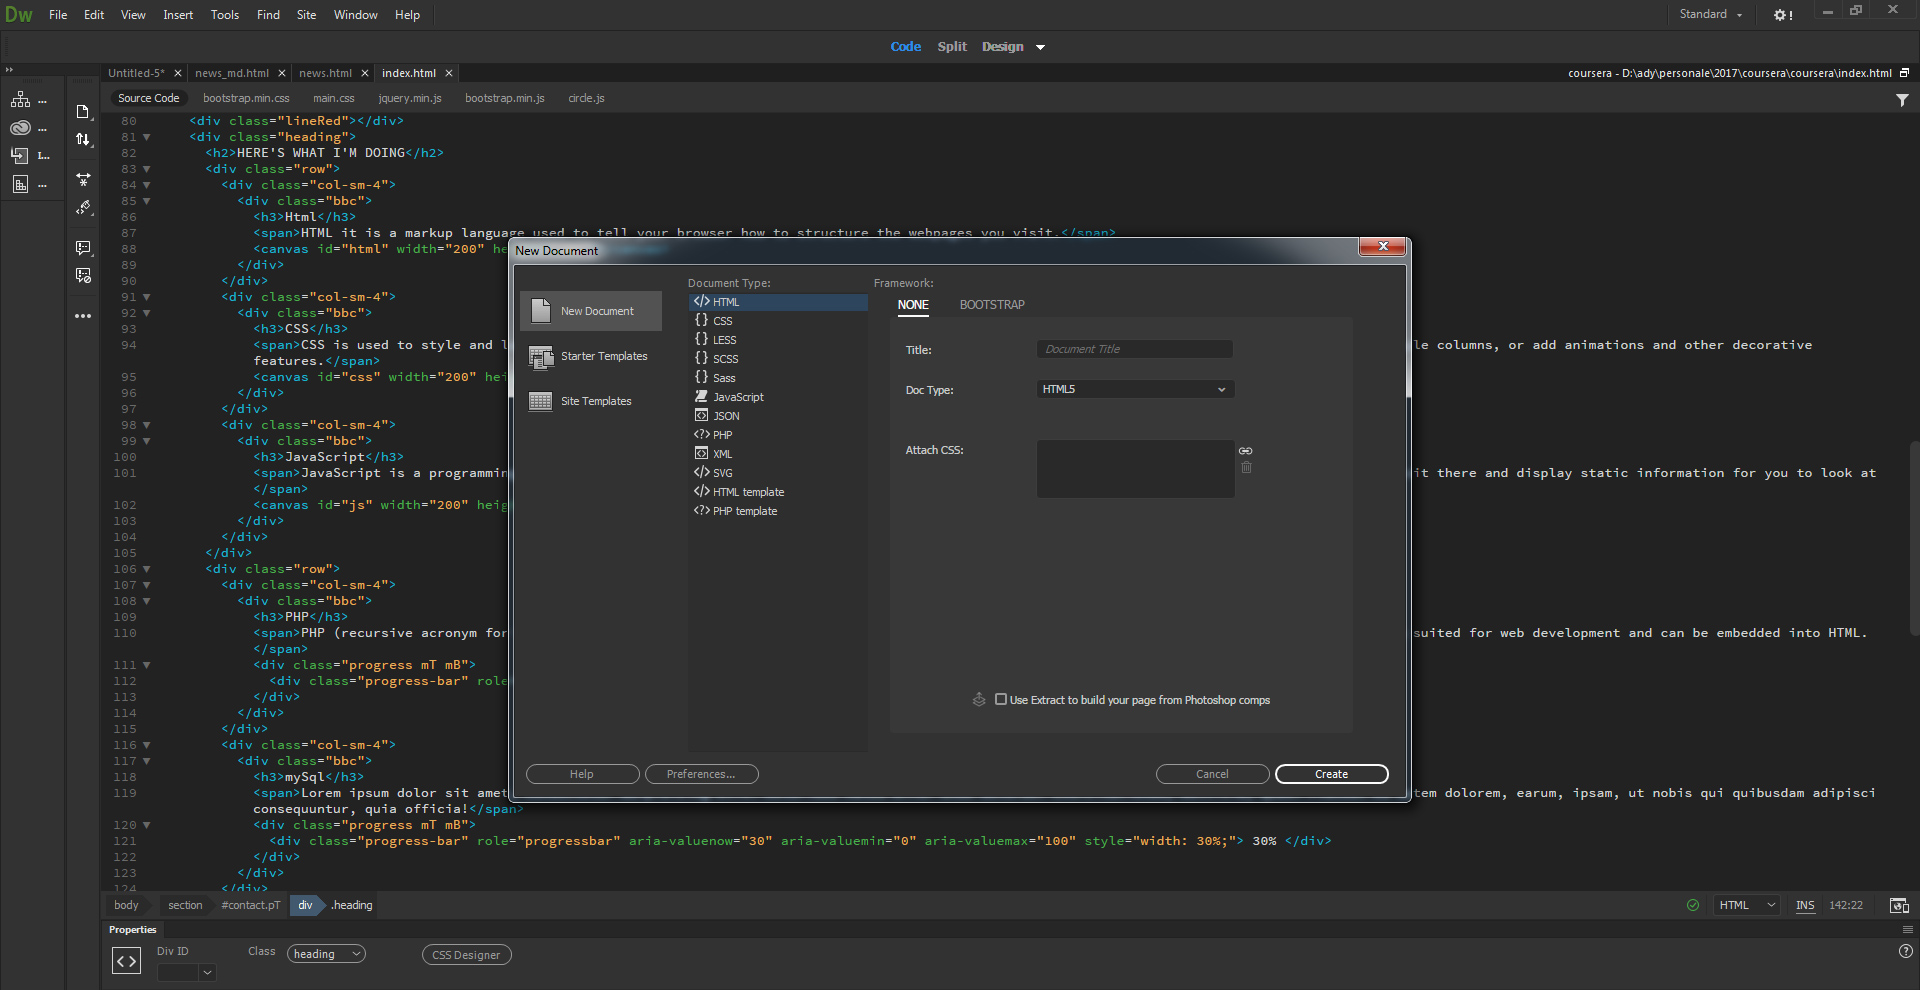 Dw File Edit View Insert Tools Find Site Window Help Standard
Code Split Design
Untitled-5* news_md.html news.html index.html coursera - D:\ady\personale\2017\coursera\coursera\index.html
Source Code bootstrap.min.css main.css jquery.min.js bootstrap.min.js circle.js
80 <div class="lineRed"></div>
81 <div class="heading">
82 <h2>HERE'S WHAT I'M DOING</h2>
83 <div class="row">
84 <div class="col-sm-4">
85 <div class="bbc">
86 <h3>Html</h3>
87 <span>HTML it is a markup language used to tell your browser how to structure the webpages you visit.</span>
88 <canvas id="html" width="200" he
89 </div>
90 </div>
91 <div class="col-sm-4">
92 <div class="bbc">
93 <h3>CSS</h3>
94 <span>CSS is used to style and l le columns, or add animations and other decorative
features.</span>
95 <canvas id="css" width="200" hei
96 </div>
97 </div>
98 <div class="col-sm-4">
99 <div class="bbc">
100 <h3>JavaScript</h3>
101 <span>JavaScript is a programmin it there and display static information for you to look at
</span>
102 <canvas id="js" width="200" heig
103 </div>
104 </div>
105 </div>
106 <div class="row">
107 <div class="col-sm-4">
108 <div class="bbc">
109 <h3>PHP</h3>
110 <span>PHP (recursive acronym for suited for web development and can be embedded into HTML.
</span>
111 <div class="progress mT mB">
112 <div class="progress-bar" role
113 </div>
114 </div>
115 </div>
116 <div class="col-sm-4">
117 <div class="bbc">
118 <h3>mySql</h3>
119 <span>Lorem ipsum dolor sit amet tem dolorem, earum, ipsam, ut nobis qui quibusdam adipisci
consequuntur, quia officia!</span>
120 <div class="progress mT mB">
121 <div class="progress-bar" role="progressbar" aria-valuenow="30" aria-valuemin="0" aria-valuemax="100" style="width: 30%;"> 30% </div>
122 </div>
123 </div>
124 </div>
New Document
New Document
Starter Templates
Site Templates
Document Type:
HTML
CSS
LESS
SCSS
Sass
JavaScript
JSON
PHP
XML
SVG
HTML template
PHP template
Framework:
NONE BOOTSTRAP
Title: Document Title
Doc Type: HTML5
Attach CSS:
Use Extract to build your page from Photoshop comps
Help Preferences... Cancel Create
body section #contact.pT div .heading HTML INS 142:22
Properties
Div ID Class heading CSS Designer